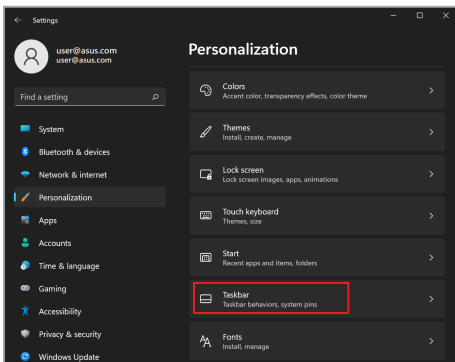 Settings
user@asus.com
user@asus.com
Find a setting
System
Bluetooth & devices
Network & internet
Personalization
Apps
Accounts
Time & language
Gaming
Accessibility
Privacy & security
Windows Update
Personalization
Colors
Accent color, transparency effects, color theme
Themes
Install, create, manage
Lock screen
Lock screen images, apps, animations
Touch keyboard
Themes, size
Start
Recent apps and items, folders
Taskbar
Taskbar behaviors, system pins
Fonts
Install, manage